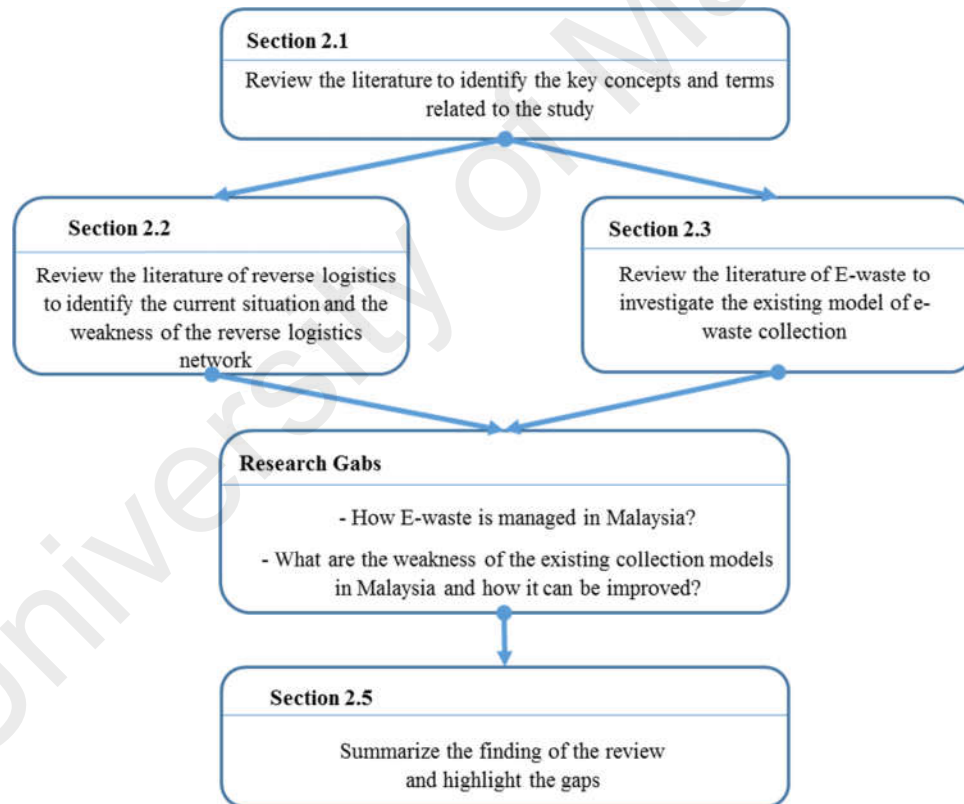 Section 2.1
Review the literature to identify the key concepts and terms
related to the study
Section 2.2
Review the literature of reverse logistics
to identify the current situation and the
weakness of the reverse logistics
network
Section 2.3
Review the literature of E-waste to
investigate the existing model of e-
waste collection
Research Gabs
- How E-waste is managed in Malaysia?
- What are the weakness of the existing collection models
in Malaysia and how it can be improved?
Section 2.5
Summarize the finding of the review
and highlight the gaps
University of Ma